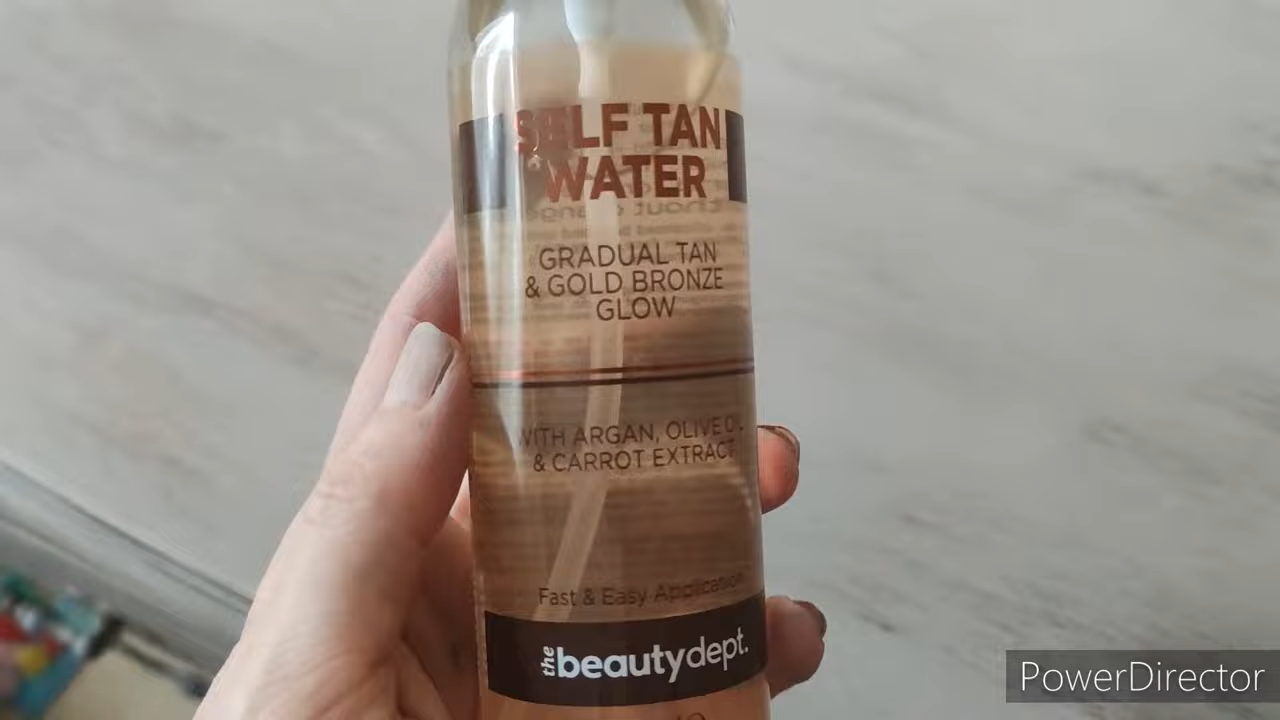 SELF TAN
WATER
GRADUAL TAN
& GOLD BRONZE
GLOW
WITH ARGAN, OLIVE OIL
& CARROT EXTRACT
Fast & Easy Application
the beautydept.
PowerDirector